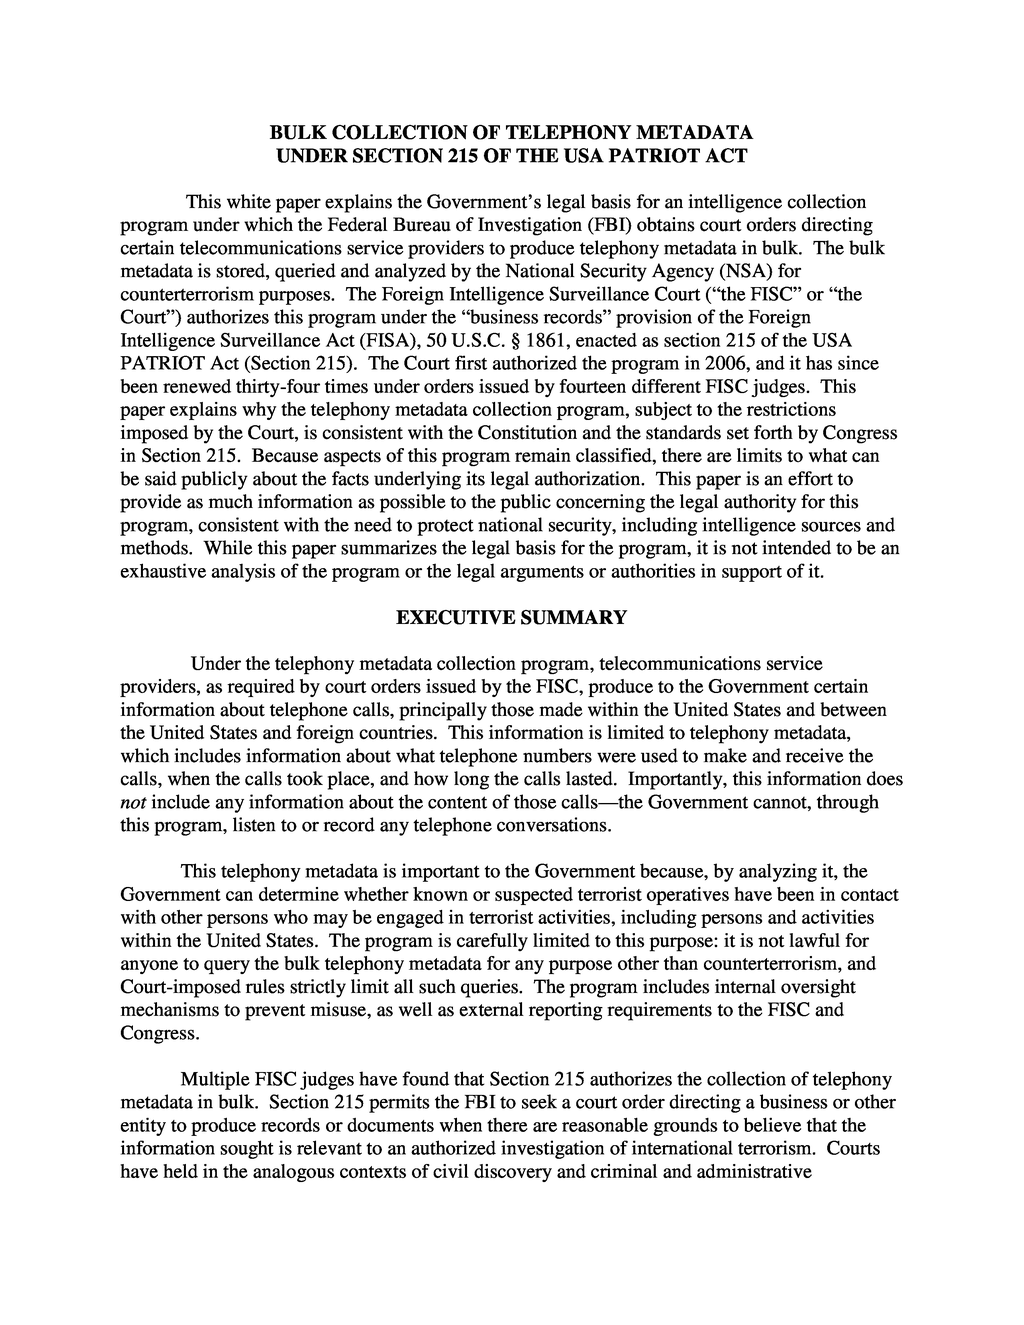 BULK COLLECTION OF TELEPHONY METADATA
UNDER SECTION 215 OF THE USA PATRIOT ACT
This white paper explains the Government’s legal basis for an intelligence collection
program under which the Federal Bureau of Investigation (FBI) obtains court orders directing
certain telecommunications service providers to produce telephony metadata in bulk.  The bulk
metadata is stored, queried and analyzed by the National Security Agency (NSA) for
counterterrorism purposes.  The Foreign Intelligence Surveillance Court (“the FISC” or “the
Court”) authorizes this program under the “business records” provision of the Foreign
Intelligence Surveillance Act (FISA), 50 U.S.C. § 1861, enacted as section 215 of the USA
PATRIOT Act (Section 215).  The Court first authorized the program in 2006, and it has since
been renewed thirty-four times under orders issued by fourteen different FISC judges.  This
paper explains why the telephony metadata collection program, subject to the restrictions
imposed by the Court, is consistent with the Constitution and the standards set forth by Congress
in Section 215.  Because aspects of this program remain classified, there are limits to what can
be said publicly about the facts underlying its legal authorization.  This paper is an effort to
provide as much information as possible to the public concerning the legal authority for this
program, consistent with the need to protect national security, including intelligence sources and
methods.  While this paper summarizes the legal basis for the program, it is not intended to be an
exhaustive analysis of the program or the legal arguments or authorities in support of it.
EXECUTIVE SUMMARY
Under the telephony metadata collection program, telecommunications service
providers, as required by court orders issued by the FISC, produce to the Government certain
information about telephone calls, principally those made within the United States and between
the United States and foreign countries.  This information is limited to telephony metadata,
which includes information about what telephone numbers were used to make and receive the
calls, when the calls took place, and how long the calls lasted.  Importantly, this information does
not include any information about the content of those calls—the Government cannot, through
this program, listen to or record any telephone conversations.
This telephony metadata is important to the Government because, by analyzing it, the
Government can determine whether known or suspected terrorist operatives have been in contact
with other persons who may be engaged in terrorist activities, including persons and activities
within the United States.  The program is carefully limited to this purpose: it is not lawful for
anyone to query the bulk telephony metadata for any purpose other than counterterrorism, and
Court-imposed rules strictly limit all such queries.  The program includes internal oversight
mechanisms to prevent misuse, as well as external reporting requirements to the FISC and
Congress.
Multiple FISC judges have found that Section 215 authorizes the collection of telephony
metadata in bulk.  Section 215 permits the FBI to seek a court order directing a business or other
entity to produce records or documents when there are reasonable grounds to believe that the
information sought is relevant to an authorized investigation of international terrorism.  Courts
have held in the analogous contexts of civil discovery and criminal and administrative